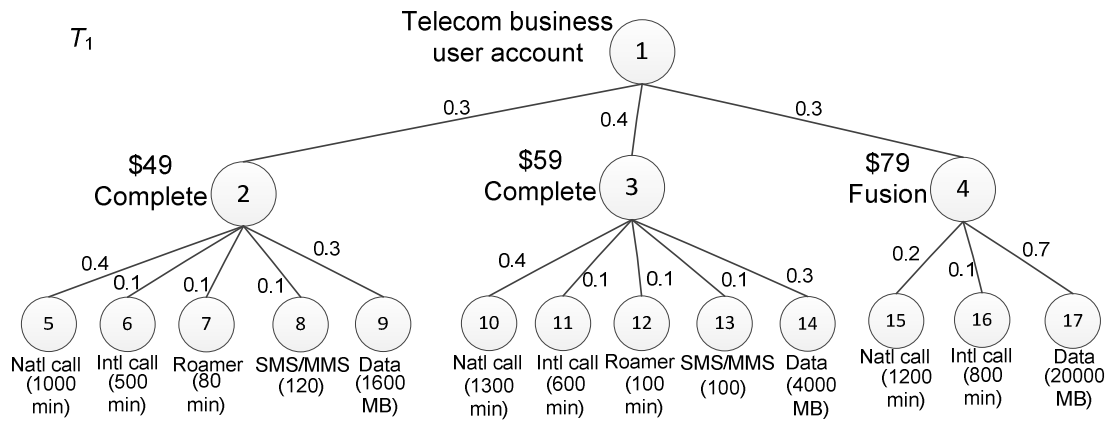 T1
Telecom business
user account
1
0.3
0.4
0.3
$49
Complete
2
$59
Complete
3
$79
Fusion
4
0.4
0.1
0.1
0.1
0.3
0.4
0.1
0.1
0.1
0.3
0.2
0.1
0.7
5
6
7
8
9
10
11
12
13
14
15
16
17
Natl call
(1000
min)
Intl call
(500
min)
Roamer
(80
min)
SMS/MMS
(120)
Data
(1600
MB)
Natl call
(1300
min)
Intl call
(600
min)
Roamer
(100
min)
SMS/MMS
(100)
Data
(4000
MB)
Natl call
(1200
min)
Intl call
(800
min)
Data
(20000
MB)